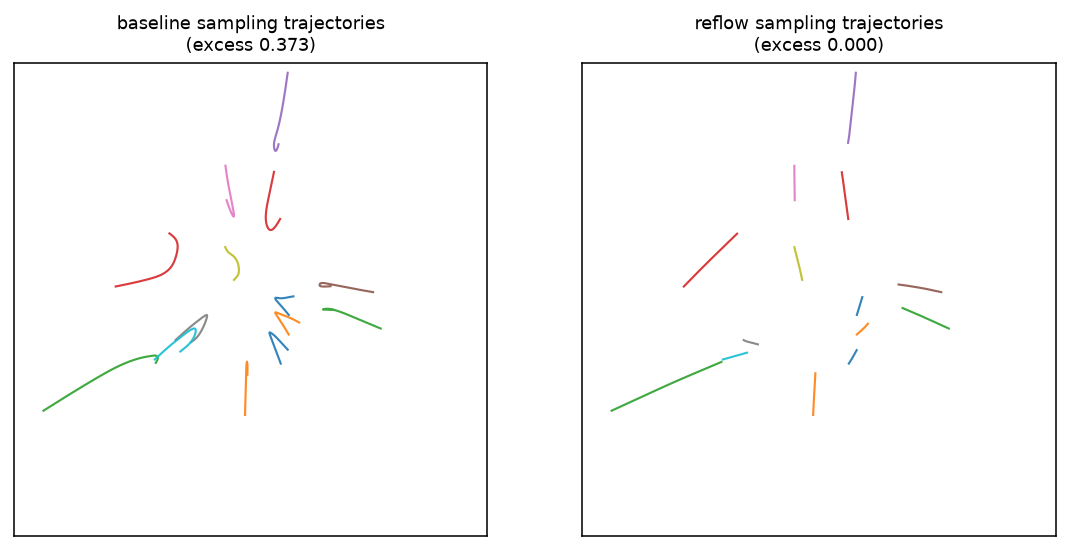 baseline sampling trajectories
(excess 0.373)
reflow sampling trajectories
(excess 0.000)